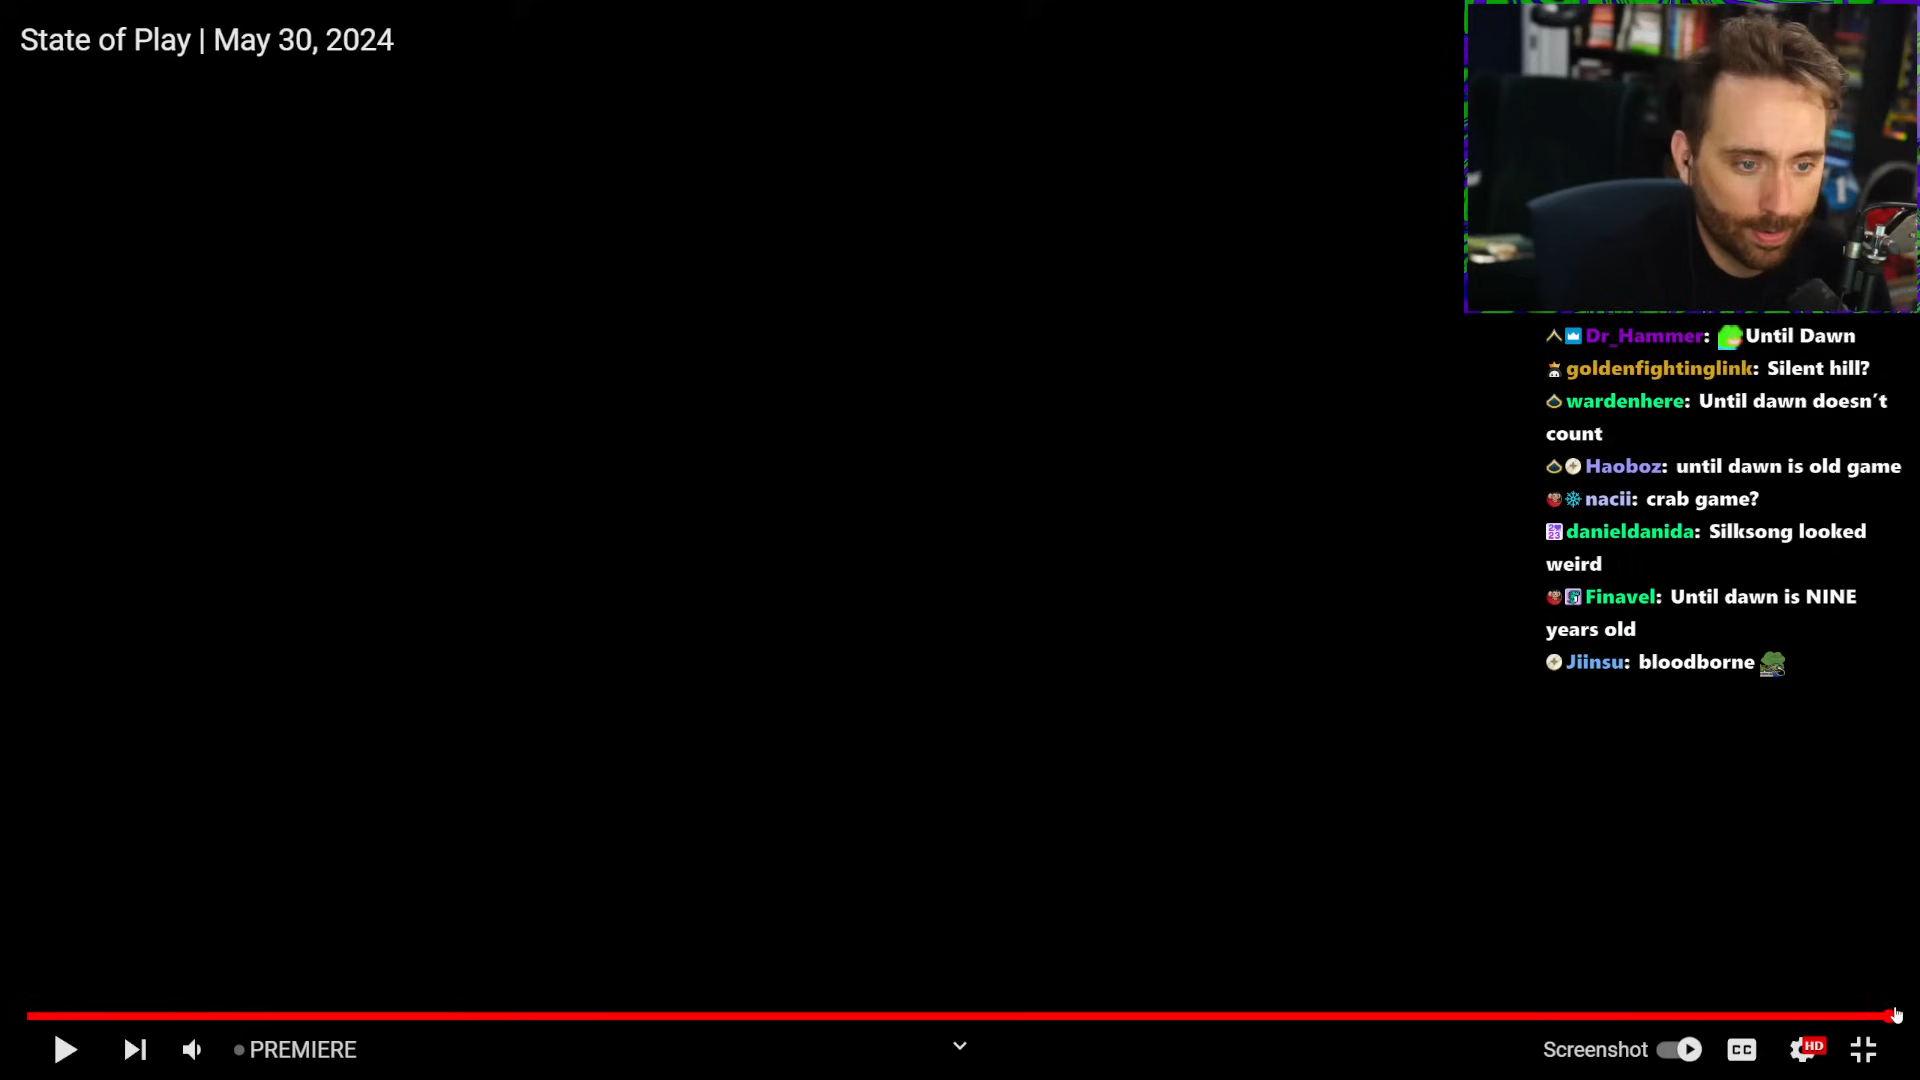 State of Play | May 30, 2024
Dr_Hammer: Until Dawn
goldenfightinglink: Silent hill?
wardenhere: Until dawn doesn’t
count
Haoboz: until dawn is old game
nacii: crab game?
danieldanida: Silksong looked
weird
Finavel: Until dawn is NINE
years old
Jiinsu: bloodborne
PREMIERE
Screenshot
CC
HD